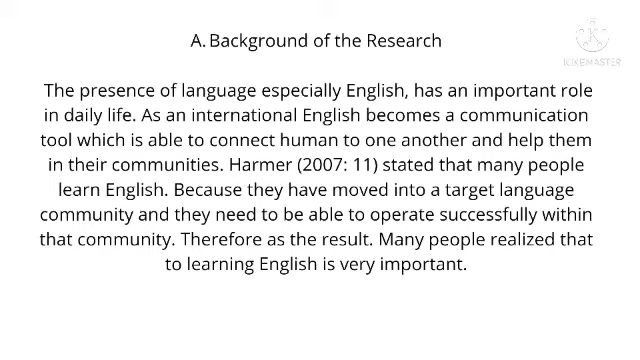 A. Background of the Research
KINEMASTER
The presence of language especially English, has an important role
in daily life. As an international English becomes a communication
tool which is able to connect human to one another and help them
in their communities. Harmer (2007: 11) stated that many people
learn English. Because they have moved into a target language
community and they need to be able to operate successfully within
that community. Therefore as the result. Many people realized that
to learning English is very important.